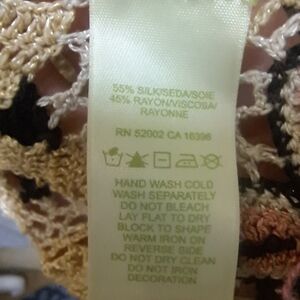 55% SILK/SEDA/SOIE
45% RAYON/VISCOSA/
RAYONNE
RN 52002 CA 16396
HAND WASH COLD
WASH SEPARATELY
DO NOT BLEACH
LAY FLAT TO DRY
BLOCK TO SHAPE
WARM IRON ON
REVERSE SIDE
DO NOT DRY CLEAN
DO NOT IRON
DECORATION